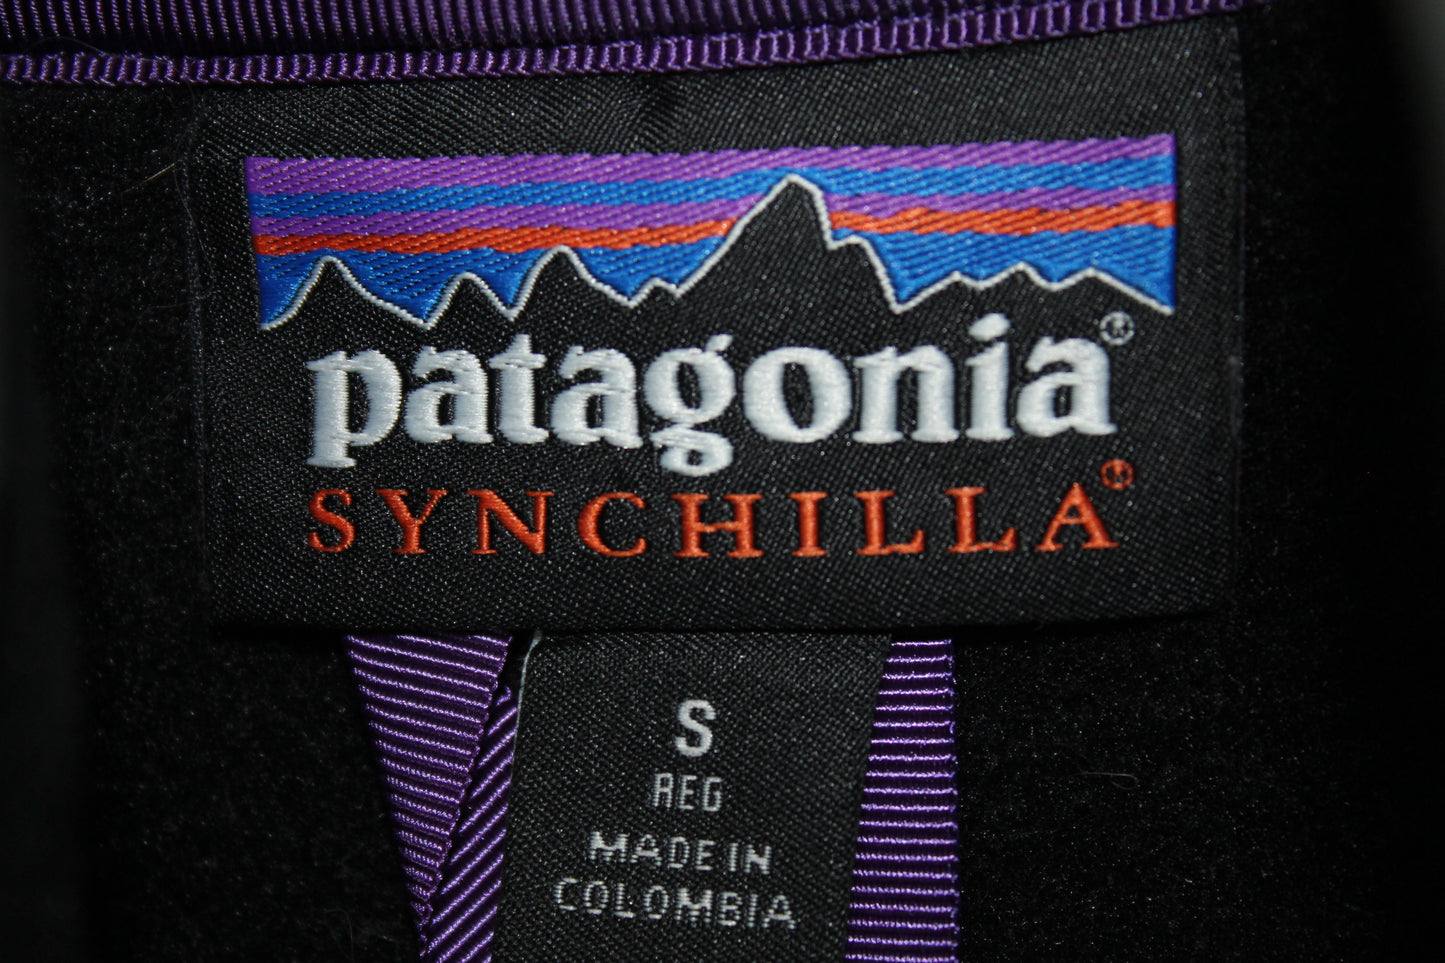 patagonia®
SYNCHILLA®
S
REG
MADE IN
COLOMBIA